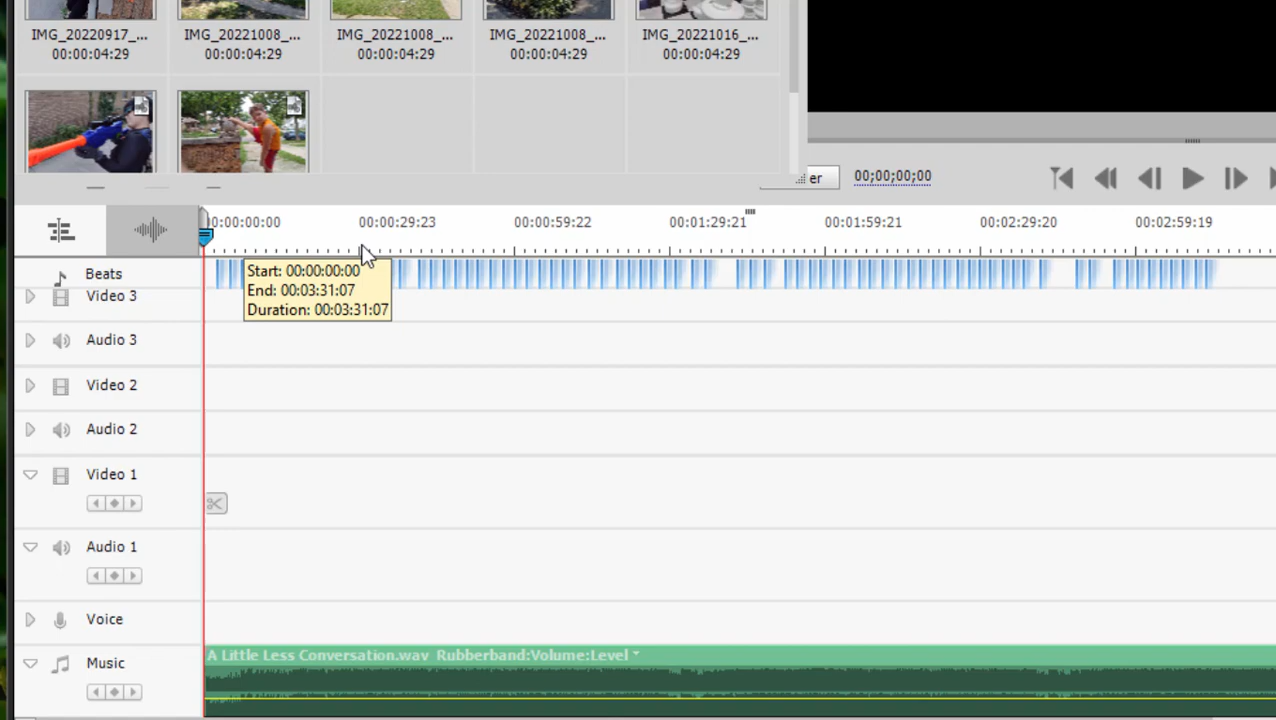 IMG_20220917_... IMG_20221008_... IMG_20221008_... IMG_20221008_... IMG_20221016_...
00:00:04:29 00:00:04:29 00:00:04:29 00:00:04:29 00:00:04:29
er 00;00;00;00
00:00:00:00 00:00:29:23 00:00:59:22 00:01:29:21 00:01:59:21 00:02:29:20 00:02:59:19
Beats
Start: 00:00:00:00
End: 00:03:31:07
Duration: 00:03:31:07
Video 3
Audio 3
Video 2
Audio 2
Video 1
Audio 1
Voice
A Little Less Conversation.wav Rubberband:Volume:Level
Music